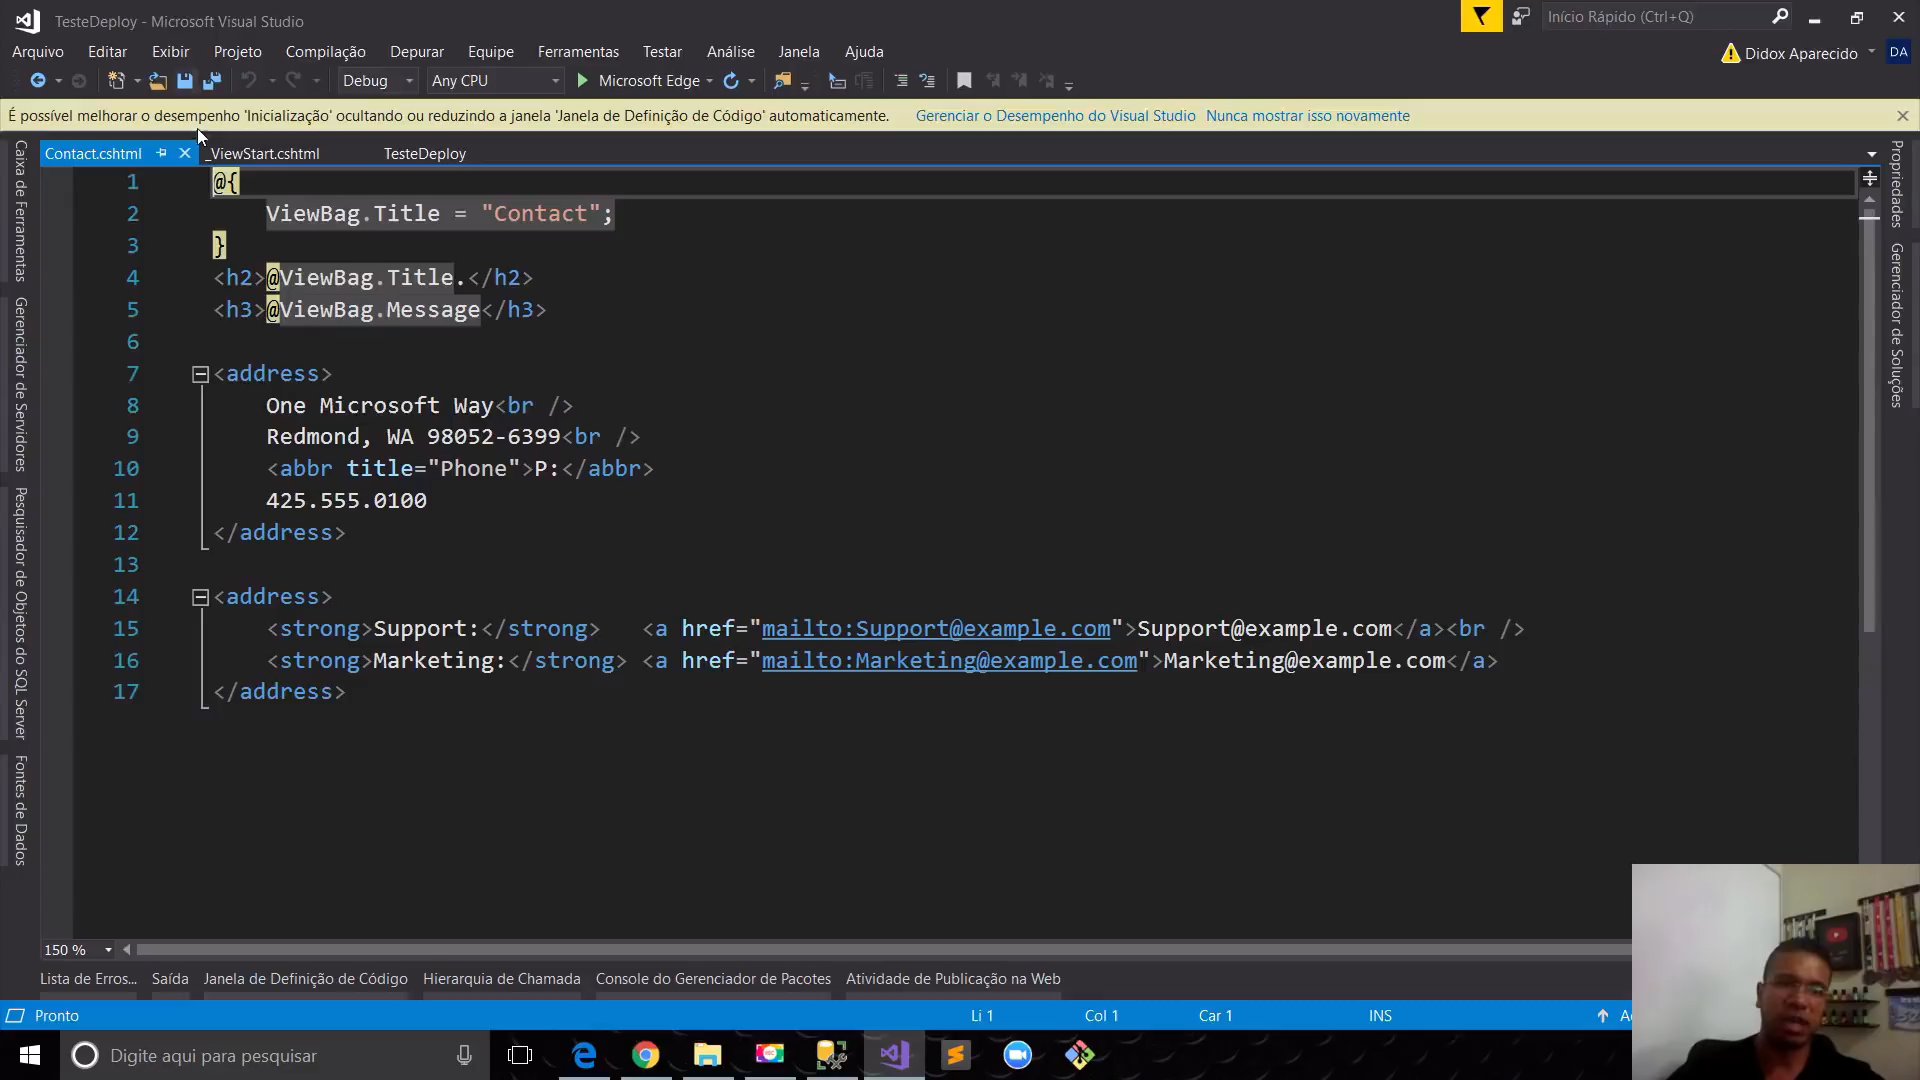 TesteDeploy - Microsoft Visual Studio
Início Rápido (Ctrl+Q)
Arquivo Editar Exibir Projeto Compilação Depurar Equipe Ferramentas Testar Análise Janela Ajuda
Didox Aparecido DA
Debug Any CPU Microsoft Edge
É possível melhorar o desempenho 'Inicialização' ocultando ou reduzindo a janela 'Janela de Definição de Código' automaticamente. Gerenciar o Desempenho do Visual Studio Nunca mostrar isso novamente
Contact.cshtml _ViewStart.cshtml TesteDeploy
Caixa de Ferramentas
Gerenciador de Servidores
Pesquisador de Objetos do SQL Server
Fontes de Dados
1 @{
2 ViewBag.Title = "Contact";
3 }
4 <h2>@ViewBag.Title.</h2>
5 <h3>@ViewBag.Message</h3>
6
7 <address>
8 One Microsoft Way<br />
9 Redmond, WA 98052-6399<br />
10 <abbr title="Phone">P:</abbr>
11 425.555.0100
12 </address>
13
14 <address>
15 <strong>Support:</strong> <a href="mailto:Support@example.com">Support@example.com</a><br />
16 <strong>Marketing:</strong> <a href="mailto:Marketing@example.com">Marketing@example.com</a>
17 </address>
Propriedades
Gerenciador de Soluções
150 %
Lista de Erros... Saída Janela de Definição de Código Hierarquia de Chamada Console do Gerenciador de Pacotes Atividade de Publicação na Web
Pronto Li 1 Col 1 Car 1 INS
Digite aqui para pesquisar